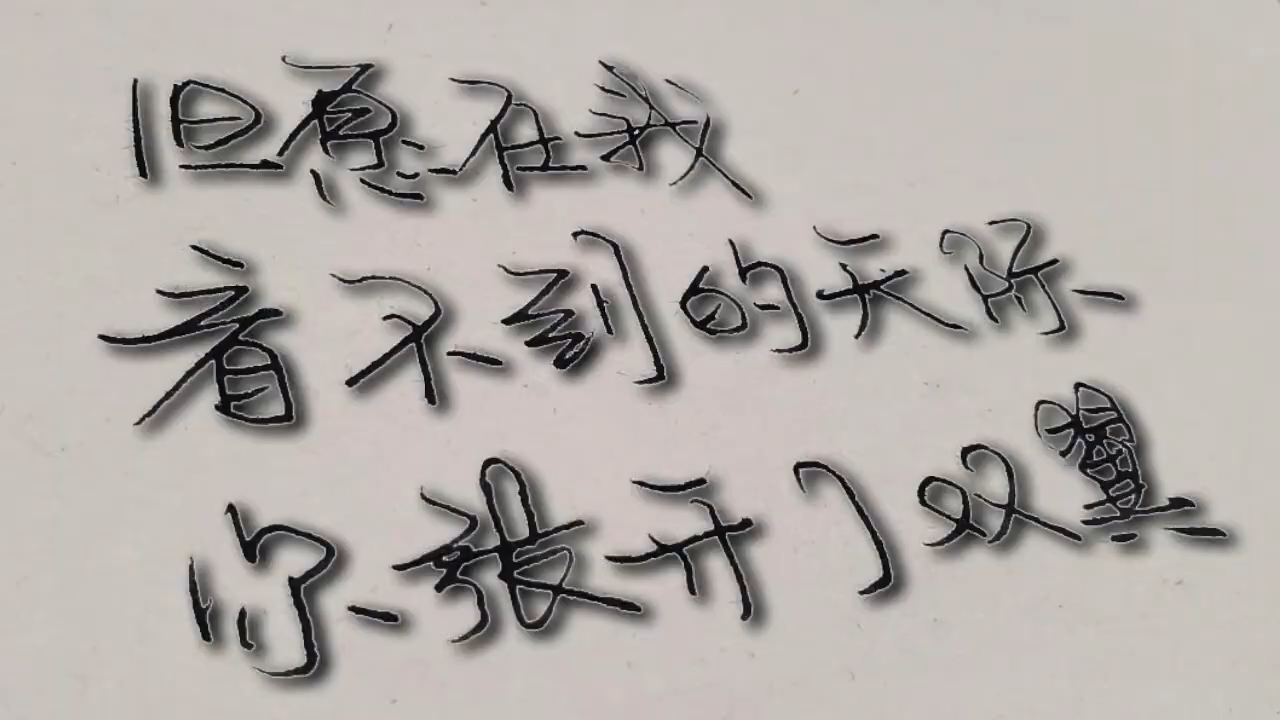 但愿在我
看不到的天际
你张开了双翼